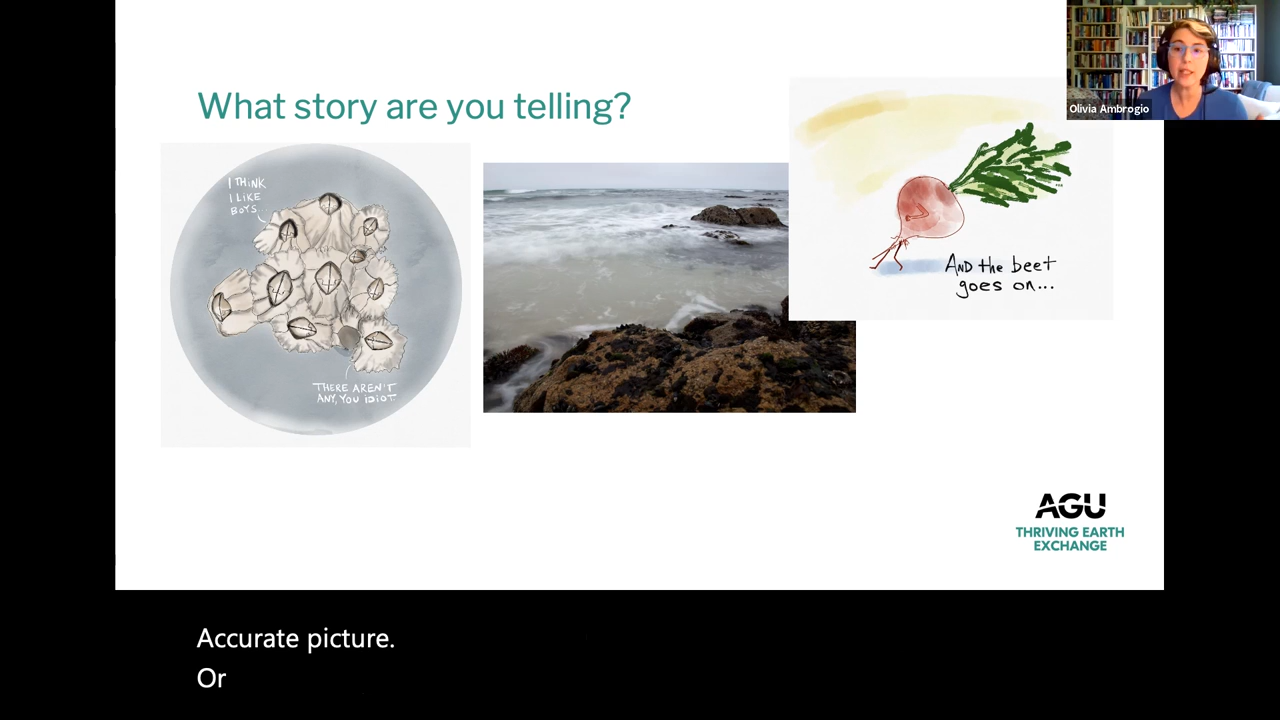 Olivia Ambrogio
What story are you telling?
I THINK
I LIKE
BOYS..
THERE AREN'T
ANY, YOU IDIOT.
AND the beet
goes on...
AGU
THRIVING EARTH
EXCHANGE
Accurate picture.
Or